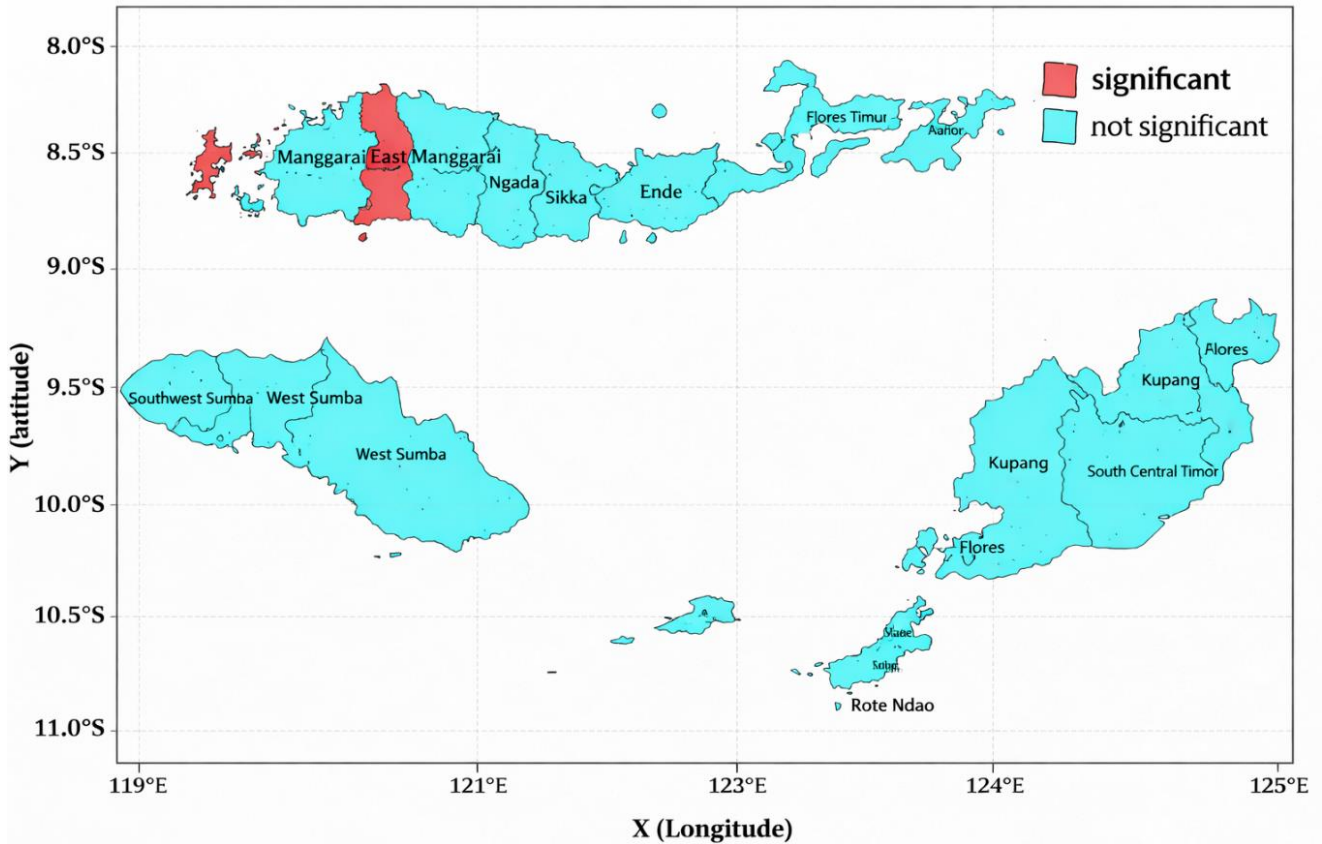 8.0°S
8.5°S
9.0°S
9.5°S
10.0°S
10.5°S
11.0°S
Y (latitude)
significant
not significant
Manggarai East Manggarai
Ngada
Sikka
Ende
Flores Timur
Southwest Sumba
West Sumba
West Sumba
Flores
Kupang
Kupang
South Central Timor
Flores
Rote Ndao
119°E
121°E
123°E
124°E
125°E
X (Longitude)